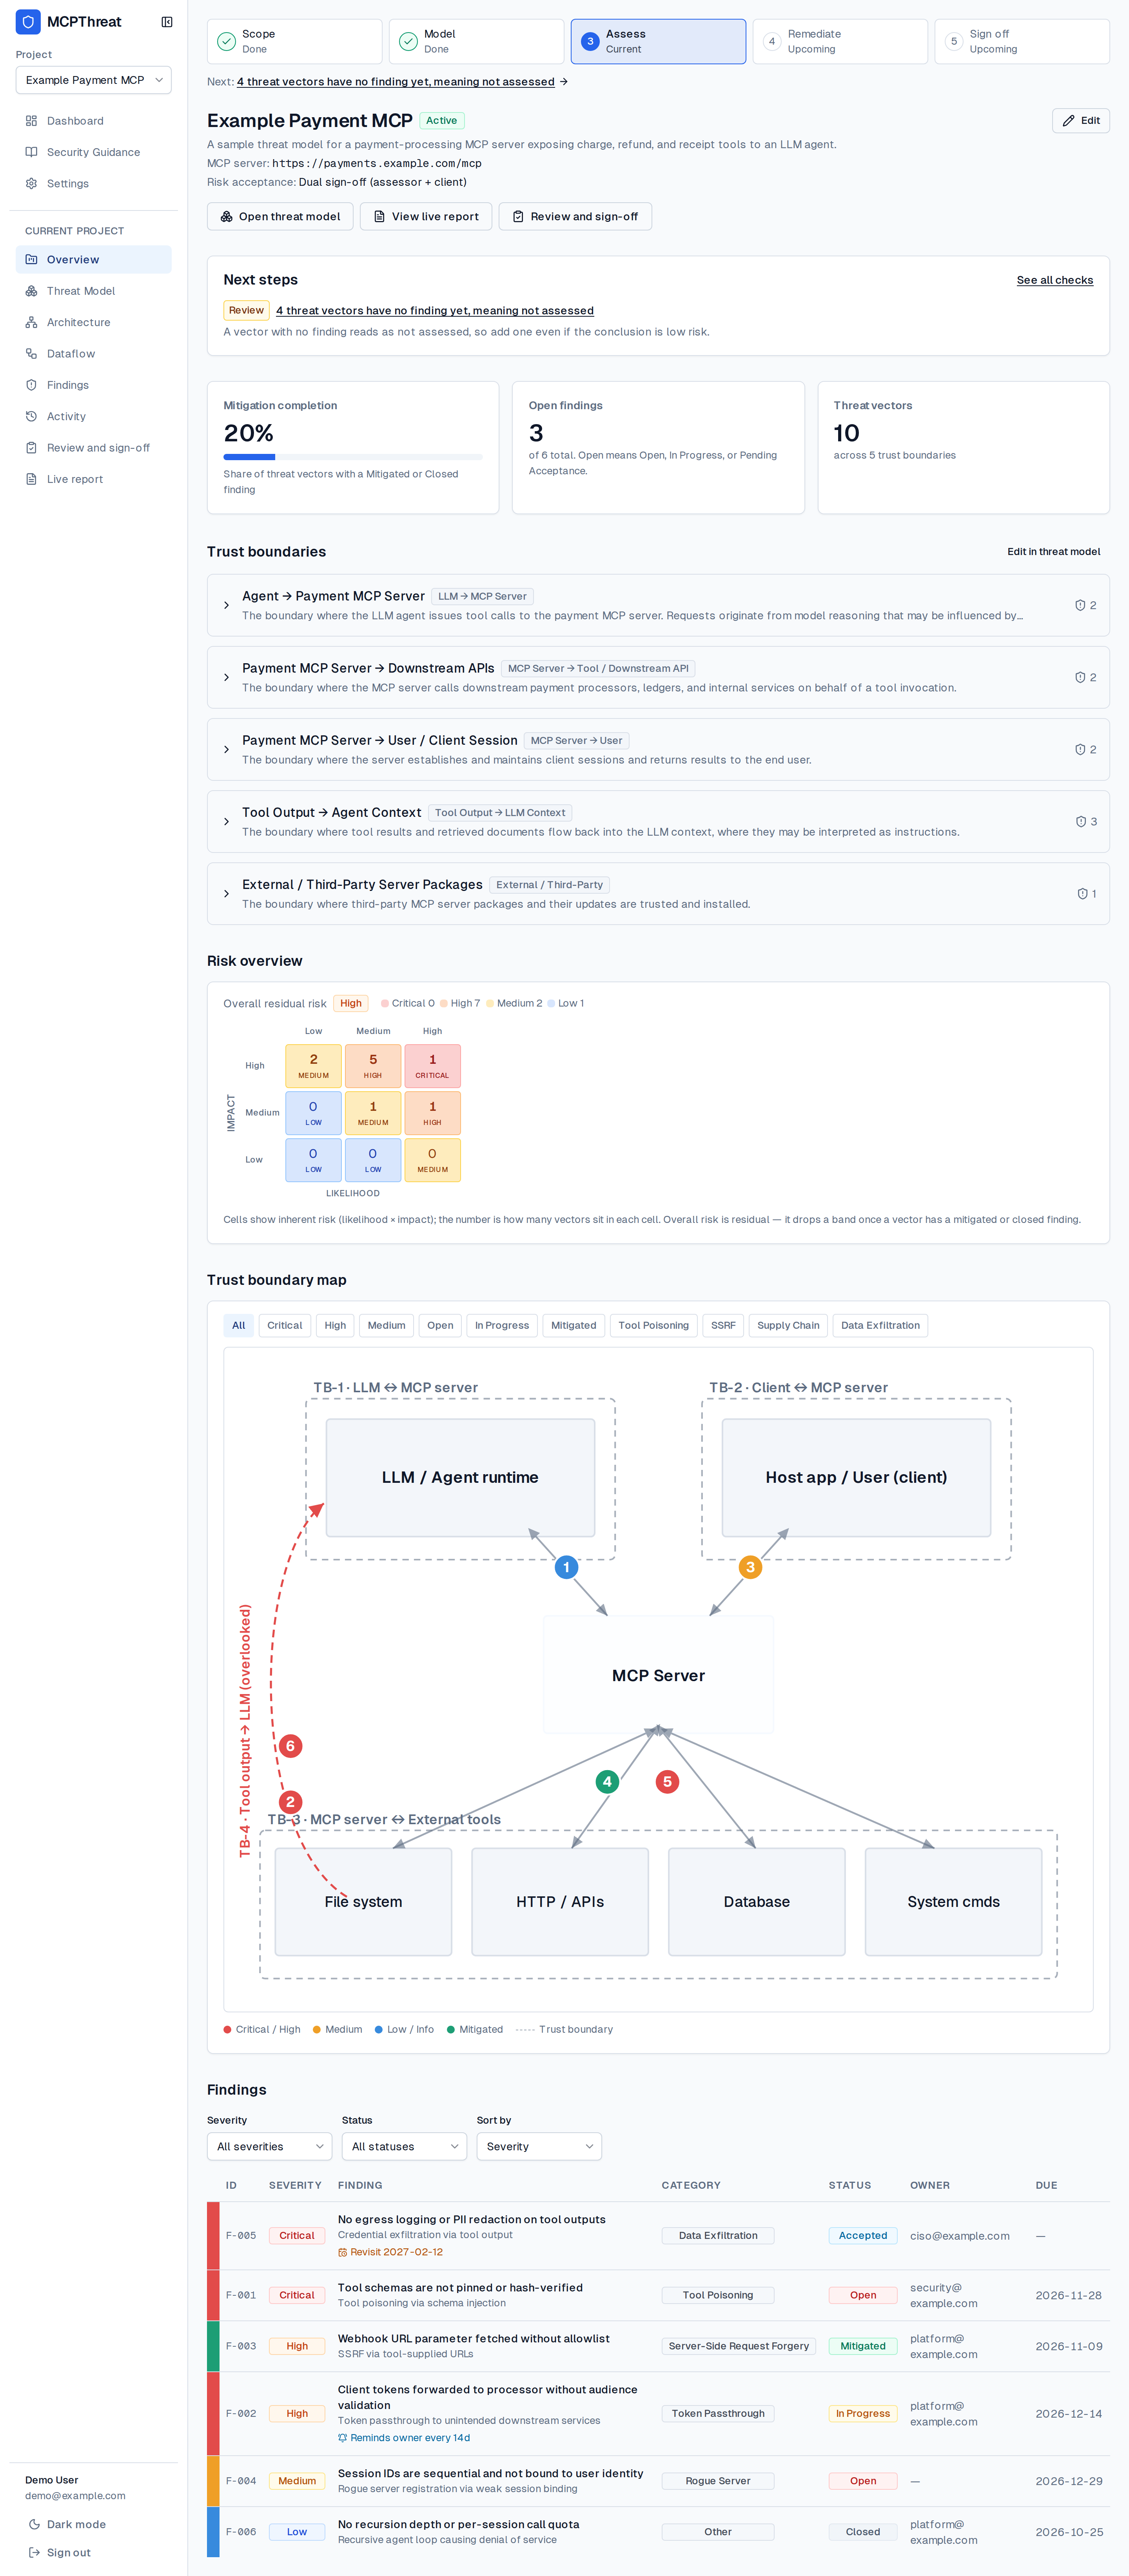 MCPThreat
Project
Example Payment MCP
Dashboard
Security Guidance
Settings
CURRENT PROJECT
Overview
Threat Model
Architecture
Dataflow
Findings
Activity
Review and sign-off
Live report
Demo User
demo@example.com
Dark mode
Sign out
Scope
Done
Model
Done
3
Assess
Current
4
Remediate
Upcoming
5
Sign off
Upcoming
Next: 4 threat vectors have no finding yet, meaning not assessed →
Example Payment MCP Active
Edit
A sample threat model for a payment-processing MCP server exposing charge, refund, and receipt tools to an LLM agent.
MCP server: https://payments.example.com/mcp
Risk acceptance: Dual sign-off (assessor + client)
Open threat model
View live report
Review and sign-off
Next steps
See all checks
Review 4 threat vectors have no finding yet, meaning not assessed
A vector with no finding reads as not assessed, so add one even if the conclusion is low risk.
Mitigation completion
20%
Share of threat vectors with a Mitigated or Closed
finding
Open findings
3
of 6 total. Open means Open, In Progress, or Pending
Acceptance.
Threat vectors
10
across 5 trust boundaries
Trust boundaries
Edit in threat model
Agent → Payment MCP Server LLM → MCP Server
The boundary where the LLM agent issues tool calls to the payment MCP server. Requests originate from model reasoning that may be influenced by…
2
Payment MCP Server → Downstream APIs MCP Server → Tool / Downstream API
The boundary where the MCP server calls downstream payment processors, ledgers, and internal services on behalf of a tool invocation.
2
Payment MCP Server → User / Client Session MCP Server → User
The boundary where the server establishes and maintains client sessions and returns results to the end user.
2
Tool Output → Agent Context Tool Output → LLM Context
The boundary where tool results and retrieved documents flow back into the LLM context, where they may be interpreted as instructions.
3
External / Third-Party Server Packages External / Third-Party
The boundary where third-party MCP server packages and their updates are trusted and installed.
1
Risk overview
Overall residual risk High Critical 0 High 7 Medium 2 Low 1
Low Medium High
High
2
MEDIUM
5
HIGH
1
CRITICAL
IMPACT
Medium
0
LOW
1
MEDIUM
1
HIGH
Low
0
LOW
0
LOW
0
MEDIUM
LIKELIHOOD
Cells show inherent risk (likelihood × impact); the number is how many vectors sit in each cell. Overall risk is residual — it drops a band once a vector has a mitigated or closed finding.
Trust boundary map
All Critical High Medium Open In Progress Mitigated Tool Poisoning SSRF Supply Chain Data Exfiltration
TB-1 · LLM ↔ MCP server
TB-2 · Client ↔ MCP server
LLM / Agent runtime
Host app / User (client)
1
3
MCP Server
TB-4 · Tool output → LLM (overlooked)
6
4
5
2
TB-3 · MCP server ↔ External tools
File system
HTTP / APIs
Database
System cmds
Critical / High Medium Low / Info Mitigated Trust boundary
Findings
Severity
All severities
Status
All statuses
Sort by
Severity
ID SEVERITY FINDING CATEGORY STATUS OWNER DUE
F-005 Critical
No egress logging or PII redaction on tool outputs
Credential exfiltration via tool output
Revisit 2027-02-12
Data Exfiltration Accepted ciso@example.com —
F-001 Critical
Tool schemas are not pinned or hash-verified
Tool poisoning via schema injection
Tool Poisoning Open
security@
example.com
2026-11-28
F-003 High
Webhook URL parameter fetched without allowlist
SSRF via tool-supplied URLs
Server-Side Request Forgery Mitigated
platform@
example.com
2026-11-09
F-002 High
Client tokens forwarded to processor without audience
validation
Token passthrough to unintended downstream services
Reminds owner every 14d
Token Passthrough In Progress
platform@
example.com
2026-12-14
F-004 Medium
Session IDs are sequential and not bound to user identity
Rogue server registration via weak session binding
Rogue Server Open — 2026-12-29
F-006 Low
No recursion depth or per-session call quota
Recursive agent loop causing denial of service
Other Closed
platform@
example.com
2026-10-25